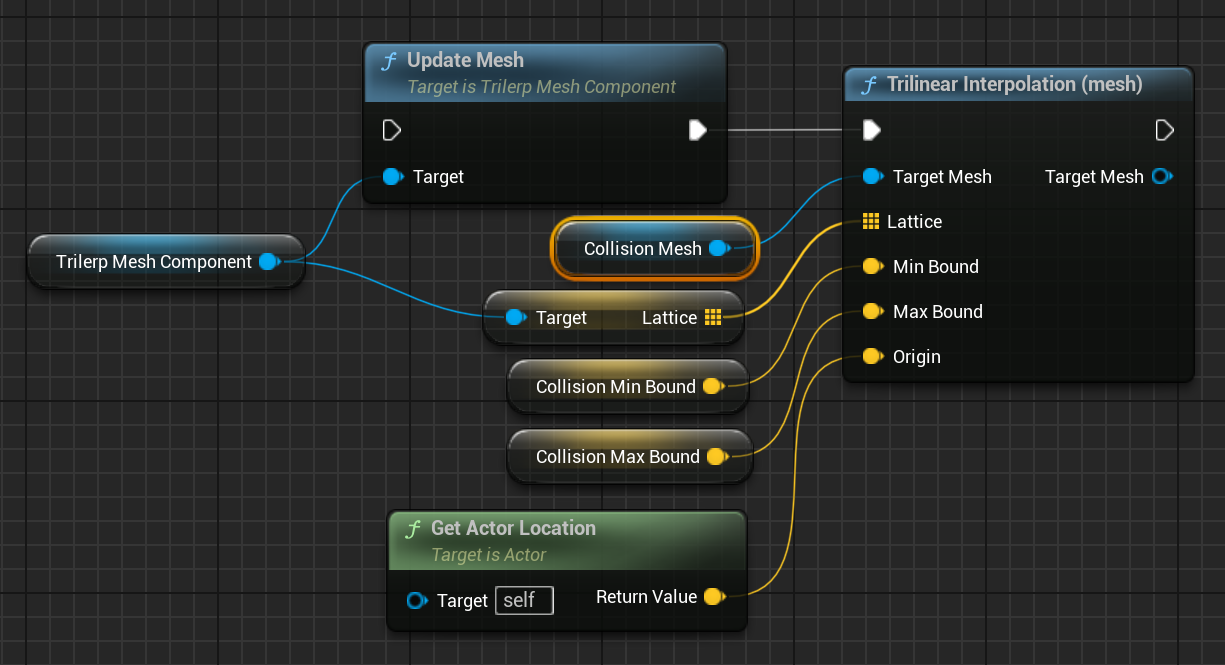 Update Mesh
Target is Trilerp Mesh Component
Target
Trilinear Interpolation (mesh)
Target Mesh Target Mesh
Lattice
Min Bound
Max Bound
Origin
Trilerp Mesh Component
Collision Mesh
Target Lattice
Collision Min Bound
Collision Max Bound
Get Actor Location
Target is Actor
Target self Return Value